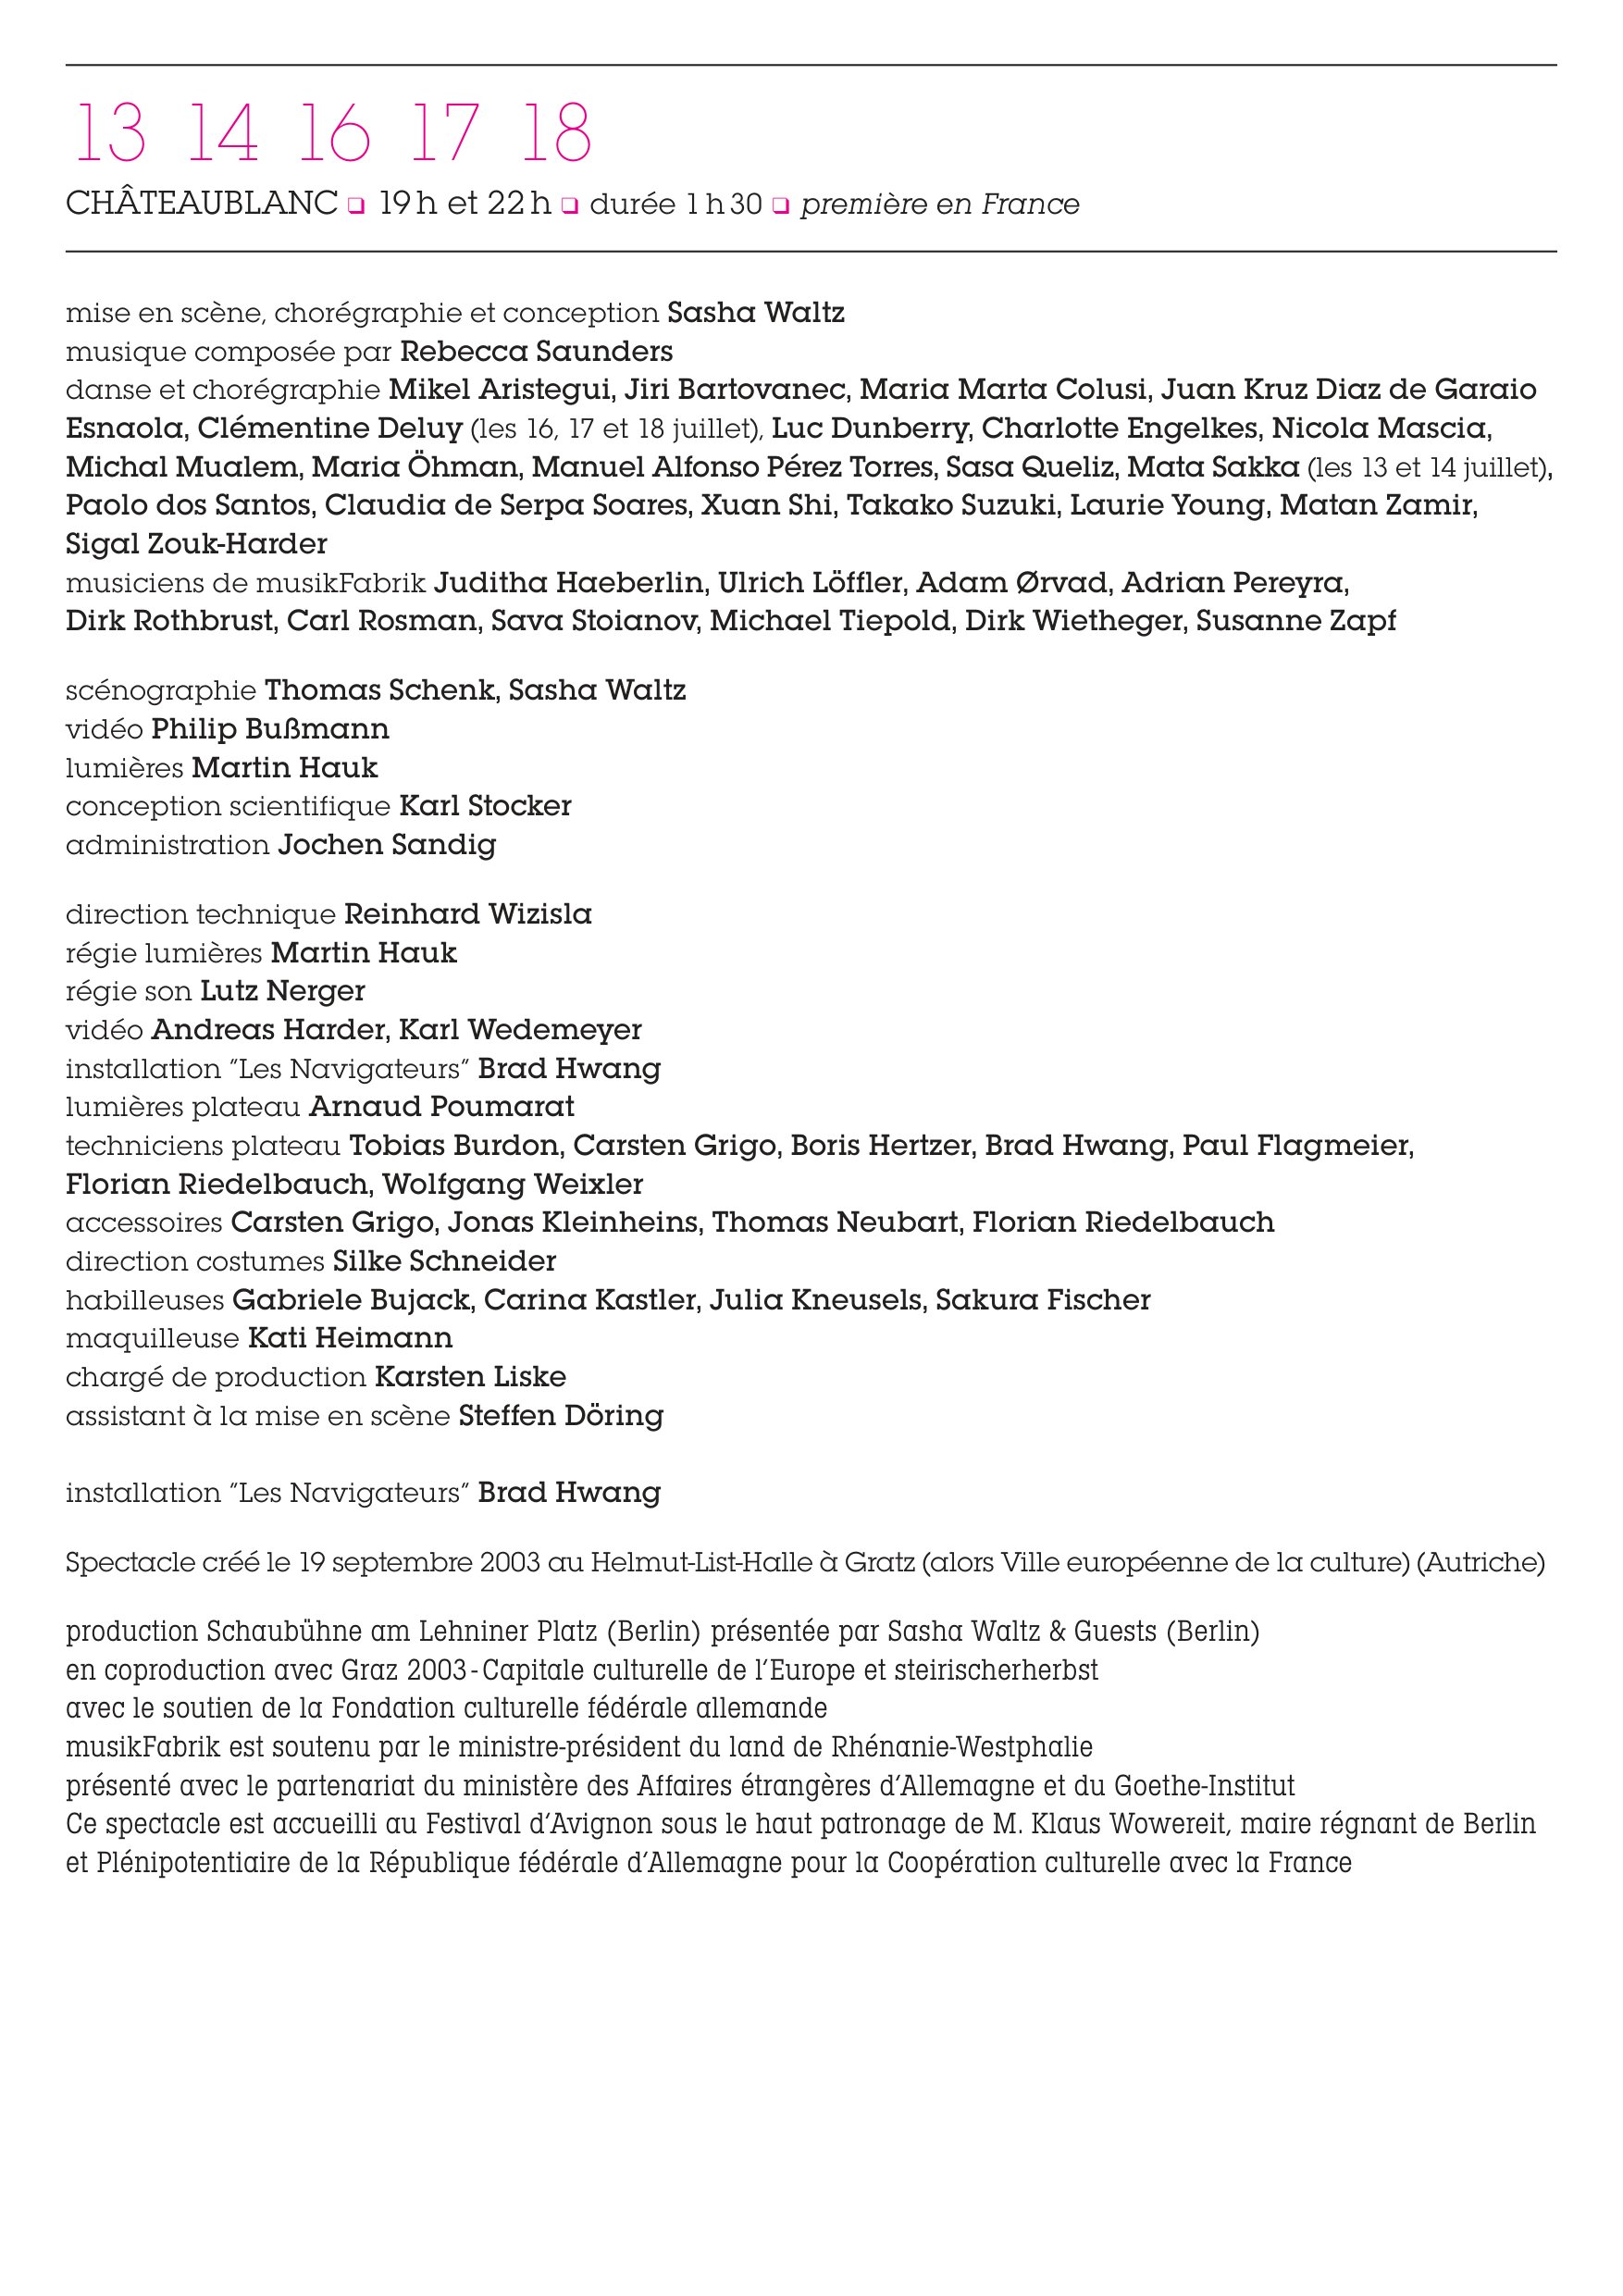 13 14 16 17 18
CHÂTEAUBLANC ❑ 19h et 22h ❑ durée 1h30 ❑ première en France
mise en scène, chorégraphie et conception Sasha Waltz
musique composée par Rebecca Saunders
danse et chorégraphie Mikel Aristegui, Jiri Bartovanec, Maria Marta Colusi, Juan Kruz Diaz de Garaio
Esnaola, Clémentine Deluy (les 16, 17 et 18 juillet), Luc Dunberry, Charlotte Engelkes, Nicola Mascia,
Michal Mualem, Maria Öhman, Manuel Alfonso Pérez Torres, Sasa Queliz, Mata Sakka (les 13 et 14 juillet),
Paolo dos Santos, Claudia de Serpa Soares, Xuan Shi, Takako Suzuki, Laurie Young, Matan Zamir,
Sigal Zouk-Harder
musiciens de musikFabrik Juditha Haeberlin, Ulrich Löffler, Adam Ørvad, Adrian Pereyra,
Dirk Rothbrust, Carl Rosman, Sava Stoianov, Michael Tiepold, Dirk Wietheger, Susanne Zapf
scénographie Thomas Schenk, Sasha Waltz
vidéo Philip Bußmann
lumières Martin Hauk
conception scientifique Karl Stocker
administration Jochen Sandig
direction technique Reinhard Wizisla
régie lumières Martin Hauk
régie son Lutz Nerger
vidéo Andreas Harder, Karl Wedemeyer
installation "Les Navigateurs" Brad Hwang
lumières plateau Arnaud Poumarat
techniciens plateau Tobias Burdon, Carsten Grigo, Boris Hertzer, Brad Hwang, Paul Flagmeier,
Florian Riedelbauch, Wolfgang Weixler
accessoires Carsten Grigo, Jonas Kleinheins, Thomas Neubart, Florian Riedelbauch
direction costumes Silke Schneider
habilleuses Gabriele Bujack, Carina Kastler, Julia Kneusels, Sakura Fischer
maquilleuse Kati Heimann
chargé de production Karsten Liske
assistant à la mise en scène Steffen Döring
installation "Les Navigateurs" Brad Hwang
Spectacle créé le 19 septembre 2003 au Helmut-List-Halle à Gratz (alors Ville européenne de la culture) (Autriche)
production Schaubühne am Lehniner Platz (Berlin) présentée par Sasha Waltz & Guests (Berlin)
en coproduction avec Graz 2003-Capitale culturelle de l'Europe et steirischerherbst
avec le soutien de la Fondation culturelle fédérale allemande
musikFabrik est soutenu par le ministre-président du land de Rhénanie-Westphalie
présenté avec le partenariat du ministère des Affaires étrangères d'Allemagne et du Goethe-Institut
Ce spectacle est accueilli au Festival d'Avignon sous le haut patronage de M. Klaus Wowereit, maire régnant de Berlin
et Plénipotentiaire de la République fédérale d'Allemagne pour la Coopération culturelle avec la France